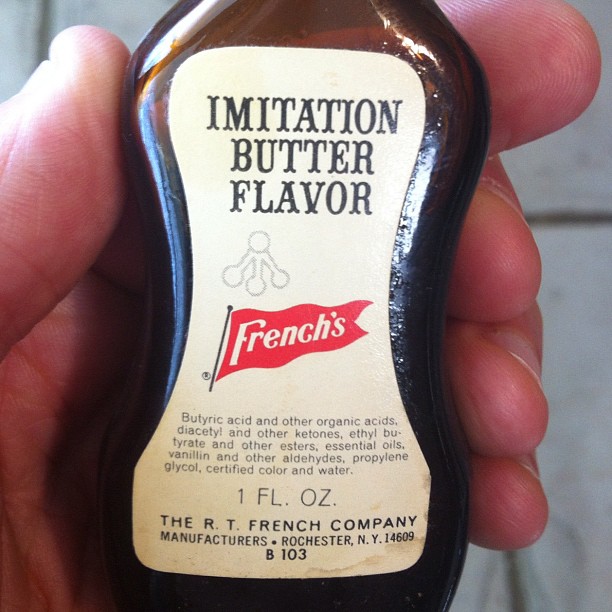 IMITATION
BUTTER
FLAVOR
French's
®
Butyric acid and other organic acids,
diacetyl and other ketones, ethyl bu-
tyrate and other esters, essential oils,
vanillin and other aldehydes, propylene
glycol, certified color and water.
1 FL. OZ.
THE R. T. FRENCH COMPANY
MANUFACTURERS • ROCHESTER, N. Y. 14609
B 103